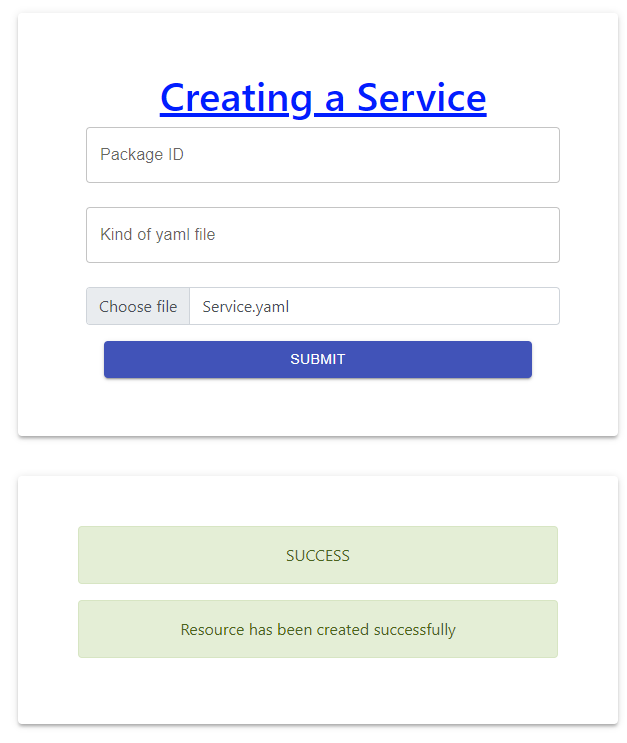 Creating a Service
Package ID
Kind of yaml file
Choose file Service.yaml
SUBMIT
SUCCESS
Resource has been created successfully